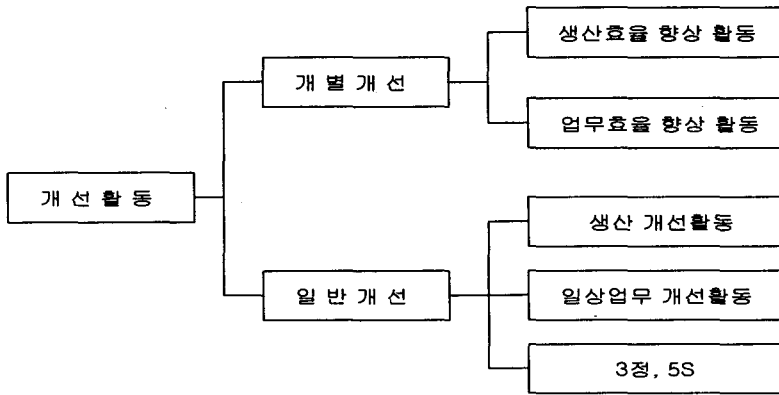 생산효율 향상 활동
개 별 개 선
업무효율 향상 활동
개 선 활 동
생산 개선활동
일 반 개 선
일상업무 개선활동
3정, 5S